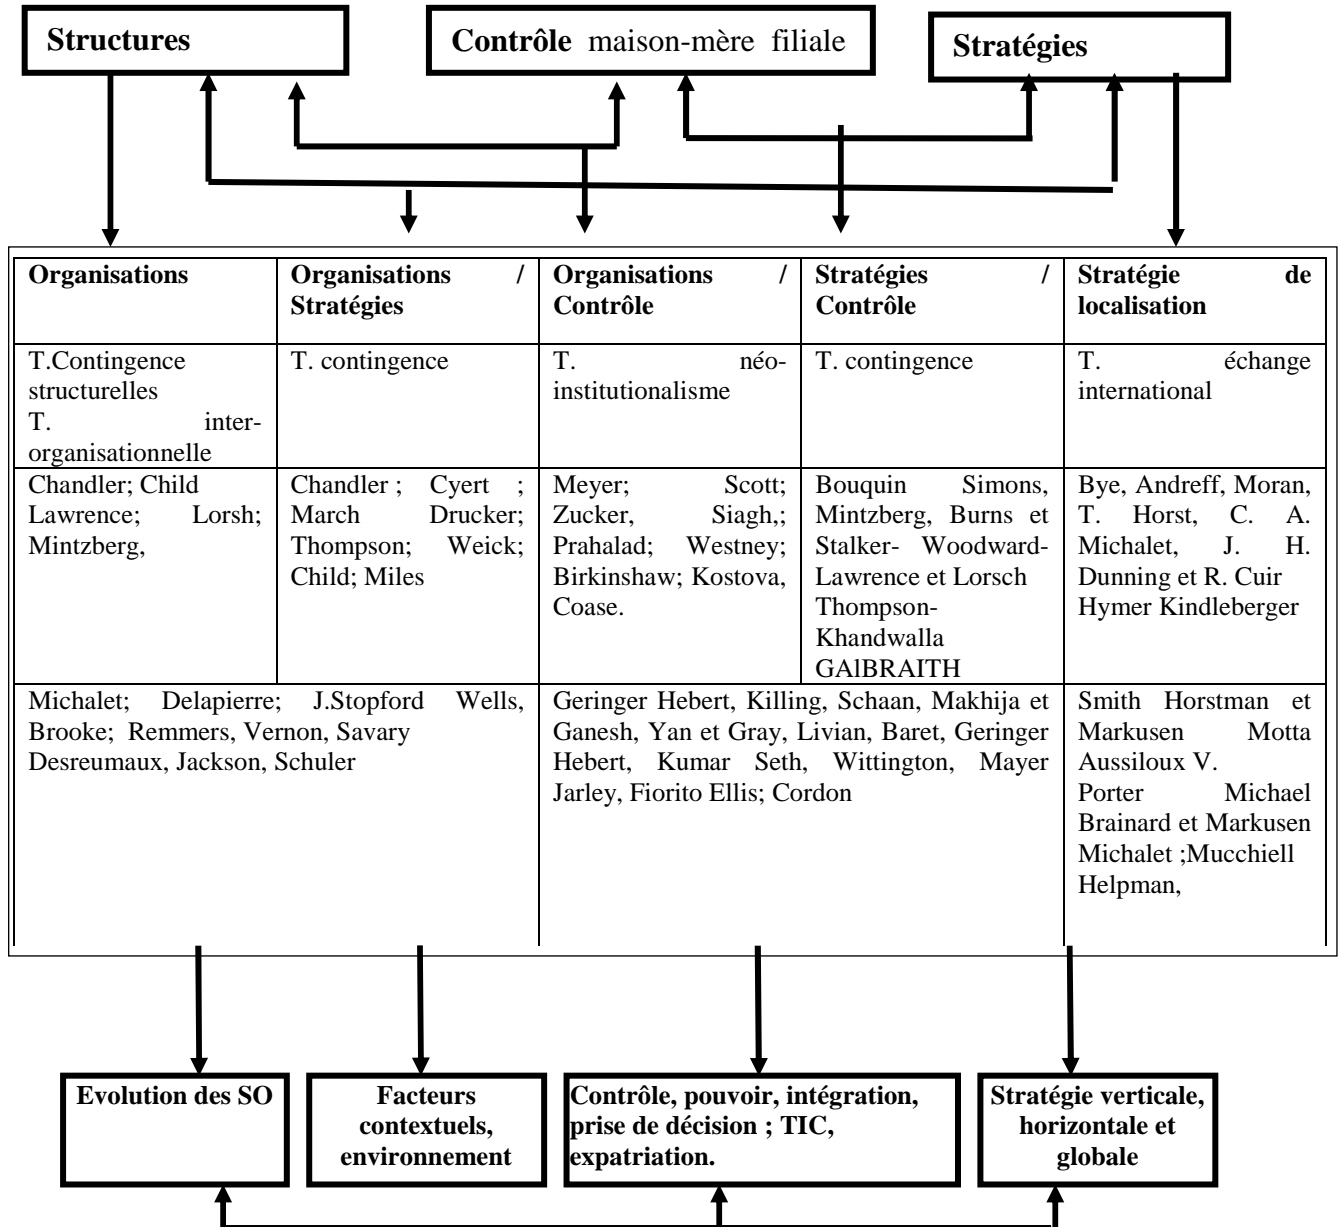 Structures
Contrôle maison-mère filiale
Stratégies
Organisations
Organisations /
Stratégies
Organisations /
Contrôle
Stratégies /
Contrôle
Stratégie de
localisation
T.Contingence
structurelles
T. inter-
organisationnelle
T. contingence
T. néo-
institutionalisme
T. contingence
T. échange
international
Chandler; Child
Lawrence; Lorsh;
Mintzberg,
Chandler ; Cyert ;
March Drucker;
Thompson; Weick;
Child; Miles
Meyer; Scott;
Zucker, Siagh,;
Prahalad; Westney;
Birkinshaw; Kostova,
Coase.
Bouquin Simons,
Mintzberg, Burns et
Stalker- Woodward-
Lawrence et Lorsch
Thompson-
Khandwalla
GAlBRAITH
Bye, Andreff, Moran,
T. Horst, C. A.
Michalet, J. H.
Dunning et R. Cuir
Hymer Kindleberger
Michalet; Delapierre; J.Stopford Wells,
Brooke; Remmers, Vernon, Savary
Desreumaux, Jackson, Schuler
Geringer Hebert, Killing, Schaan, Makhija et
Ganesh, Yan et Gray, Livian, Baret, Geringer
Hebert, Kumar Seth, Wittington, Mayer
Jarley, Fiorito Ellis; Cordon
Smith Horstman et
Markusen Motta
Aussiloux V.
Porter Michael
Brainard et Markusen
Michalet ;Mucchiell
Helpman,
Evolution des SO
Facteurs
contextuels,
environnement
Contrôle, pouvoir, intégration,
prise de décision ; TIC,
expatriation.
Stratégie verticale,
horizontale et
globale